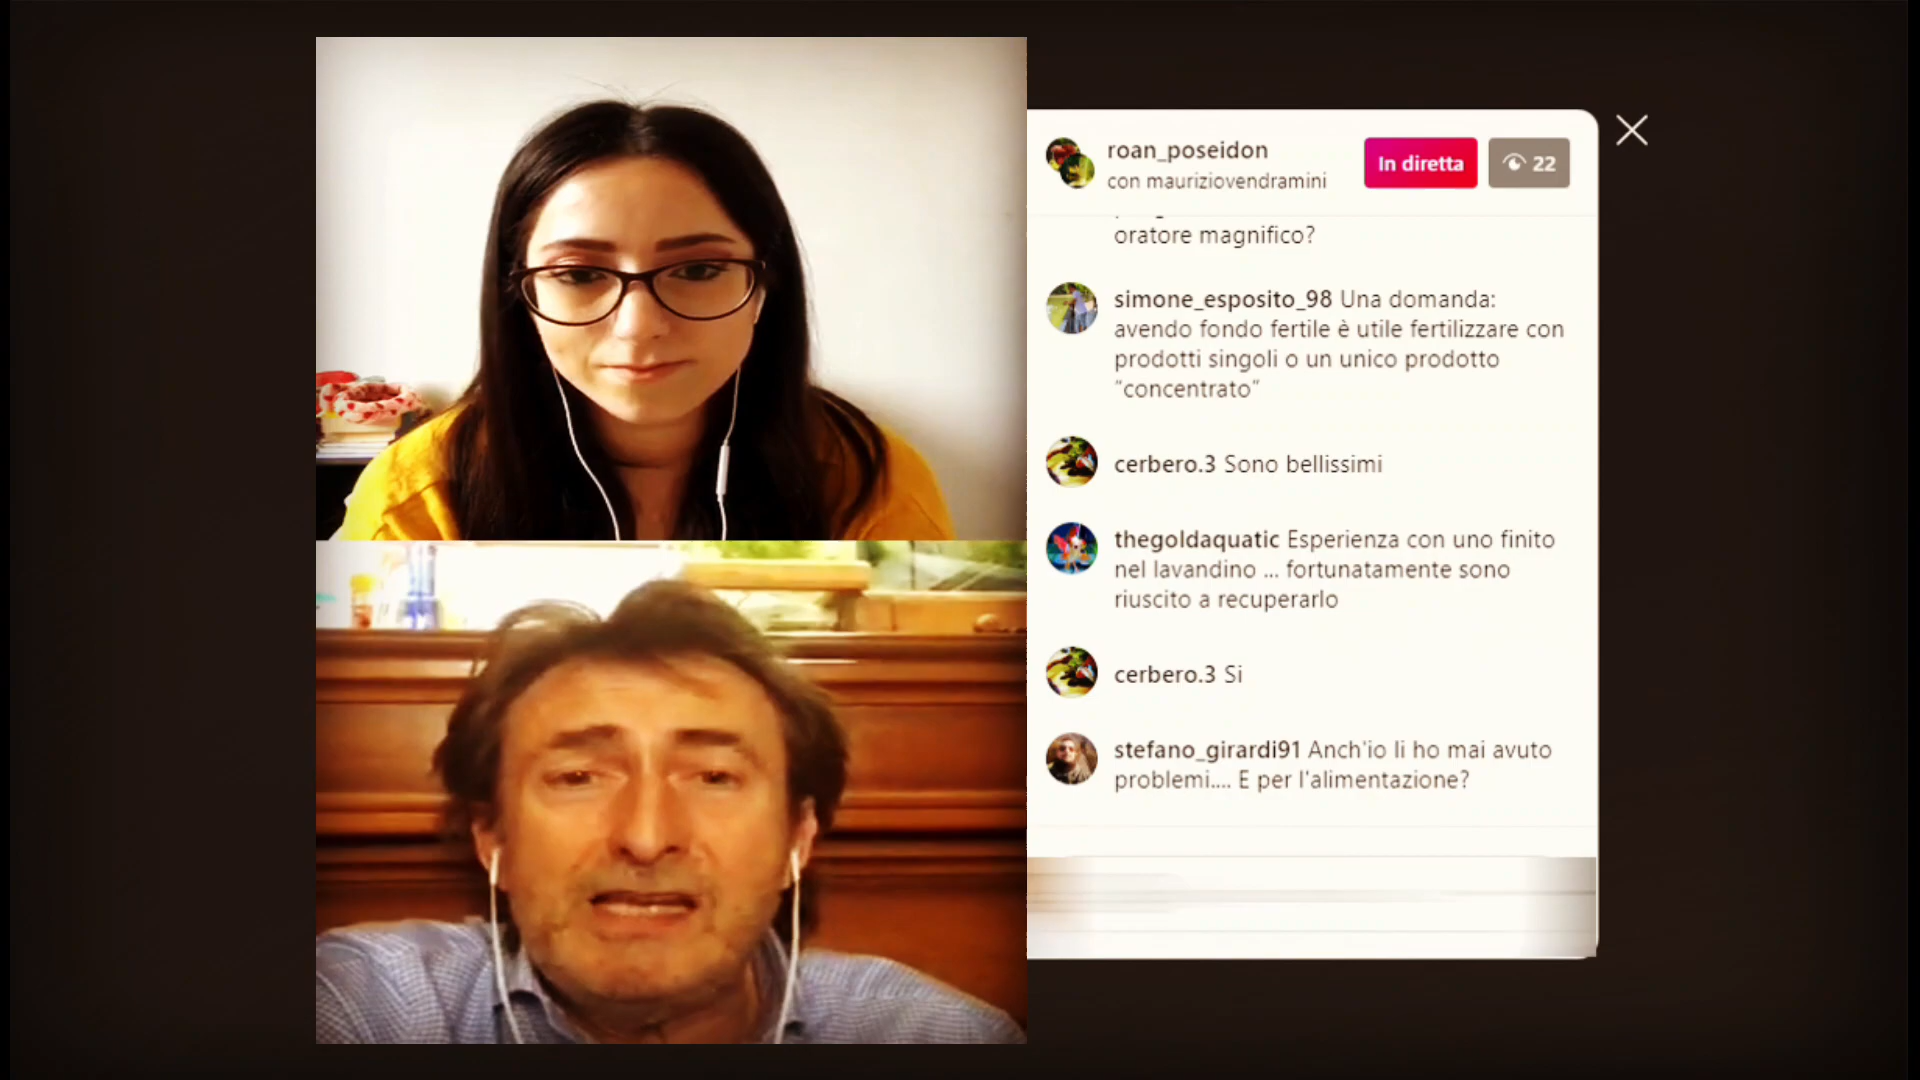 roan_poseidon
con mauriziovendramini
In diretta
22
oratore magnifico?
simone_esposito_98 Una domanda:
avendo fondo fertile è utile fertilizzare con
prodotti singoli o un unico prodotto
"concentrato"
cerbero.3 Sono bellissimi
thegoldaquatic Esperienza con uno finito
nel lavandino ... fortunatamente sono
riuscito a recuperarlo
cerbero.3 Si
stefano_girardi91 Anch'io li ho mai avuto
problemi.... E per l'alimentazione?